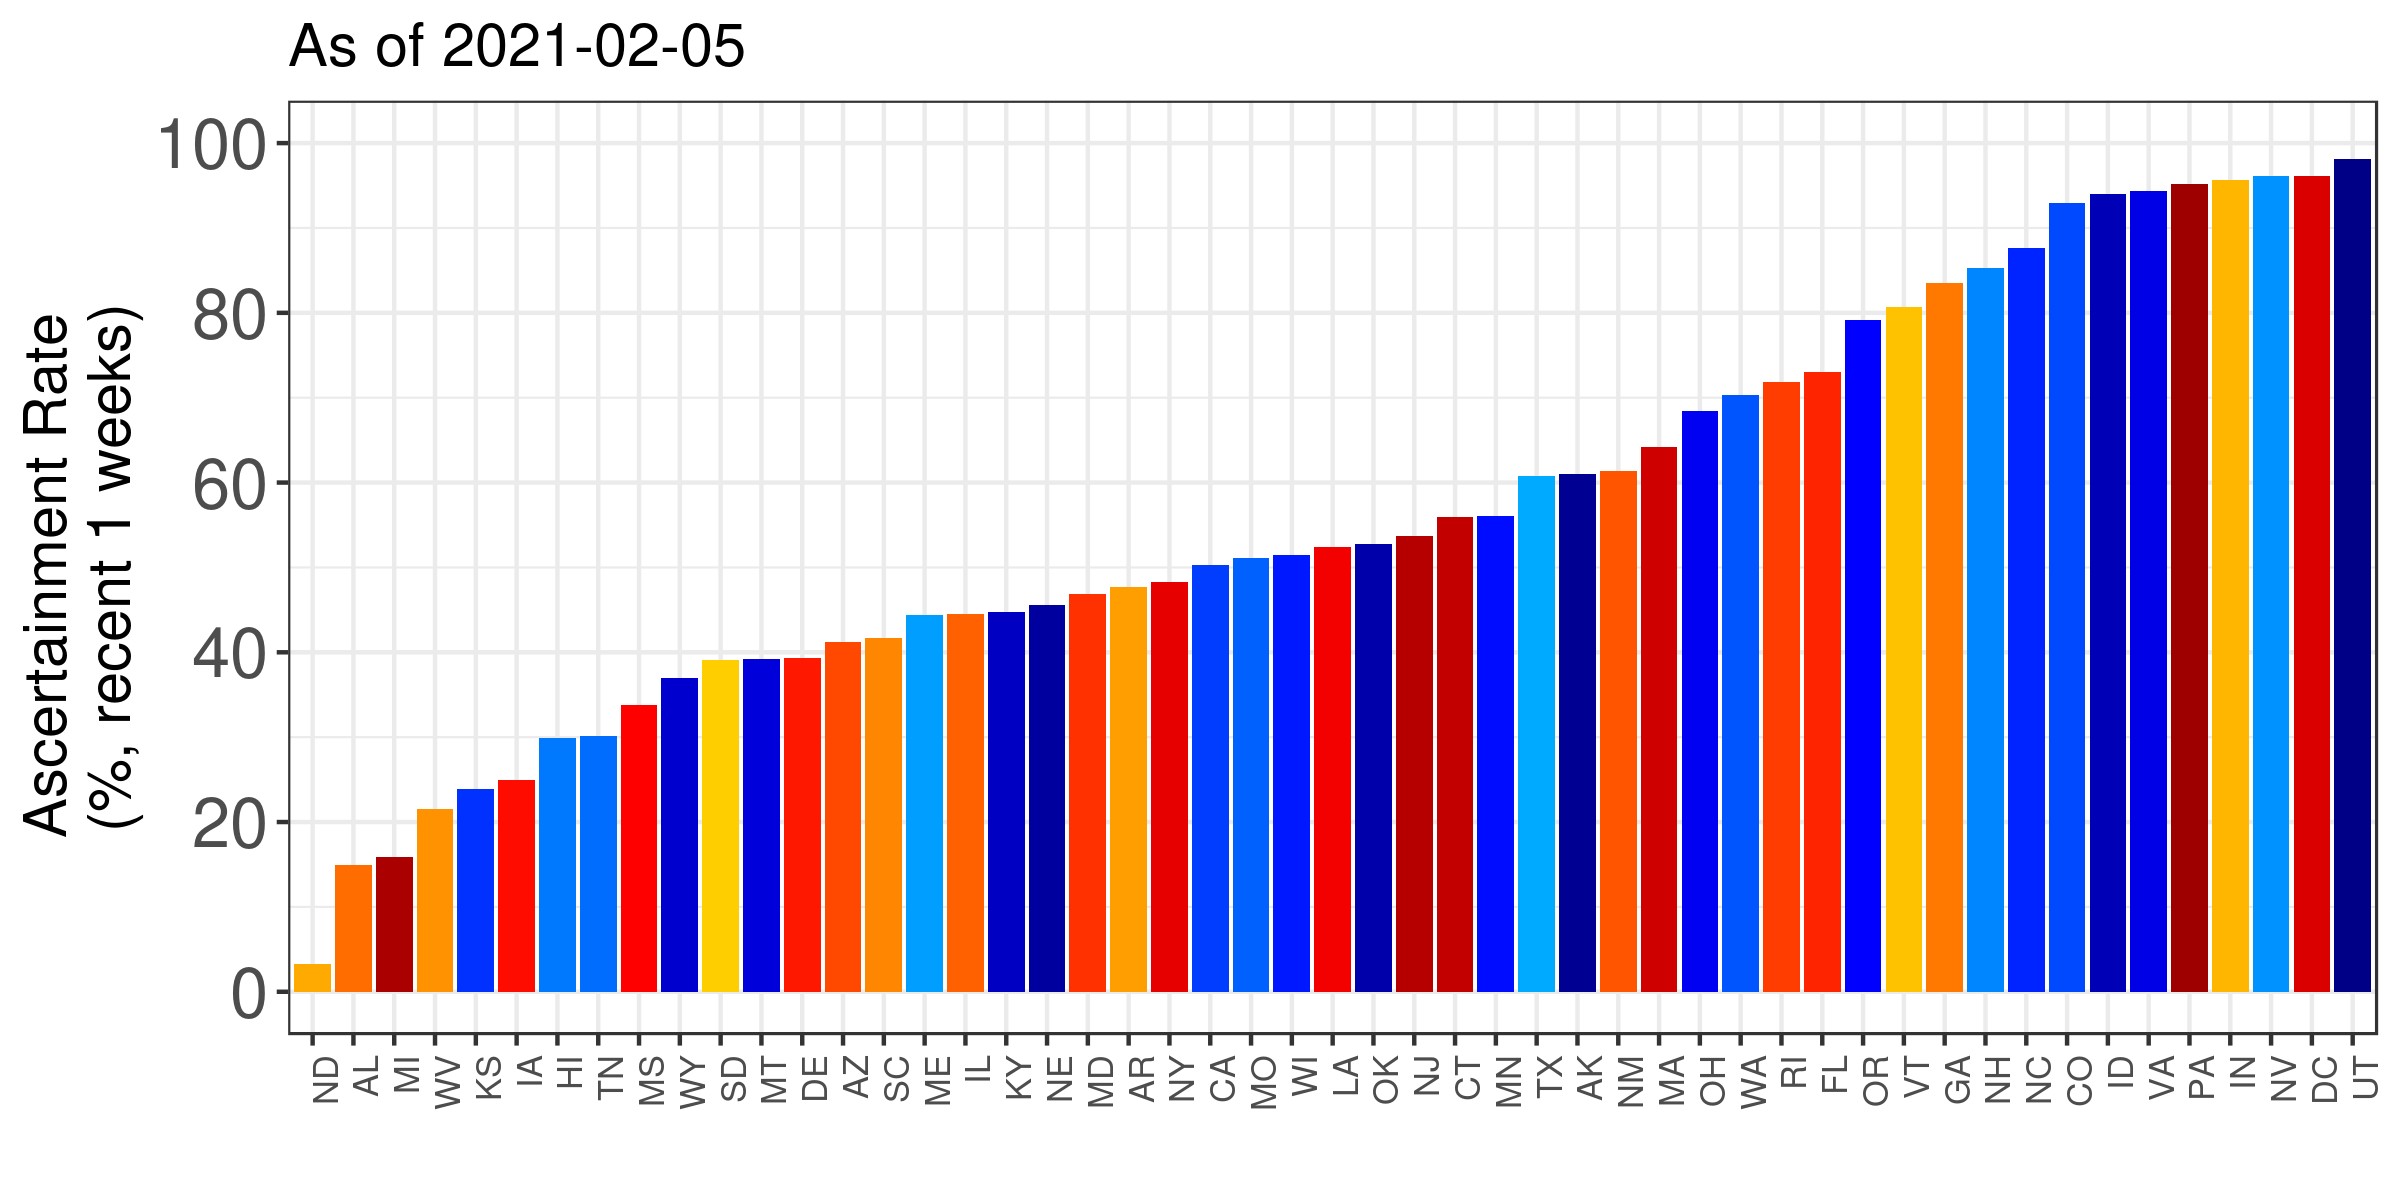 As of 2021-02-05
Ascertainment Rate
(%, recent 1 weeks)
100
80
60
40
20
0
ND AL MI WV KS IA HI TN MS WY SD MT DE AZ SC ME IL KY NE MD AR NY CA MO WI LA OK NJ CT MN TX AK NM MA OH WA RI FL OR VT GA NH NC CO ID VA PA IN NV DC UT